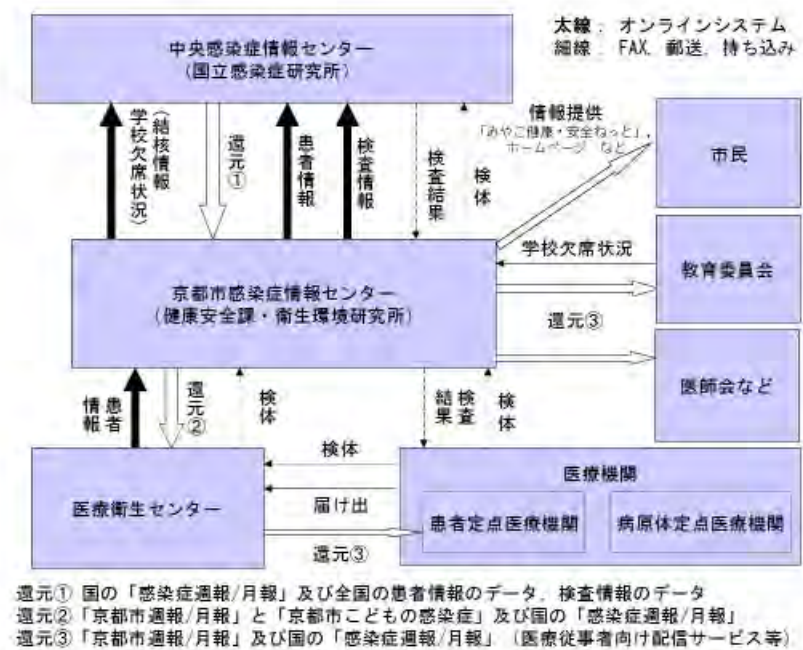 中央感染症情報センター
(国立感染症研究所)
太線： オンラインシステム
細線： FAX, 郵送, 持ち込み
(結核情報
学校欠席状況)
還元①
患者情報
検査情報
検査結果
検体
情報提供
「みやこ健康・安全ねっと」,
ホームページ など
市民
学校欠席状況
教育委員会
還元③
医師会など
京都市感染症情報センター
(健康安全課・衛生環境研究所)
患者
情報
還元②
検体
検査
結果
検体
検体
届け出
還元③
医療衛生センター
医療機関
患者定点医療機関
病原体定点医療機関
還元① 国の「感染症週報/月報」及び全国の患者情報のデータ, 検査情報のデータ
還元②「京都市週報/月報」と「京都市こどもの感染症」及び国の「感染症週報/月報」
還元③「京都市週報/月報」及び国の「感染症週報/月報」（医療従事者向け配信サービス等）